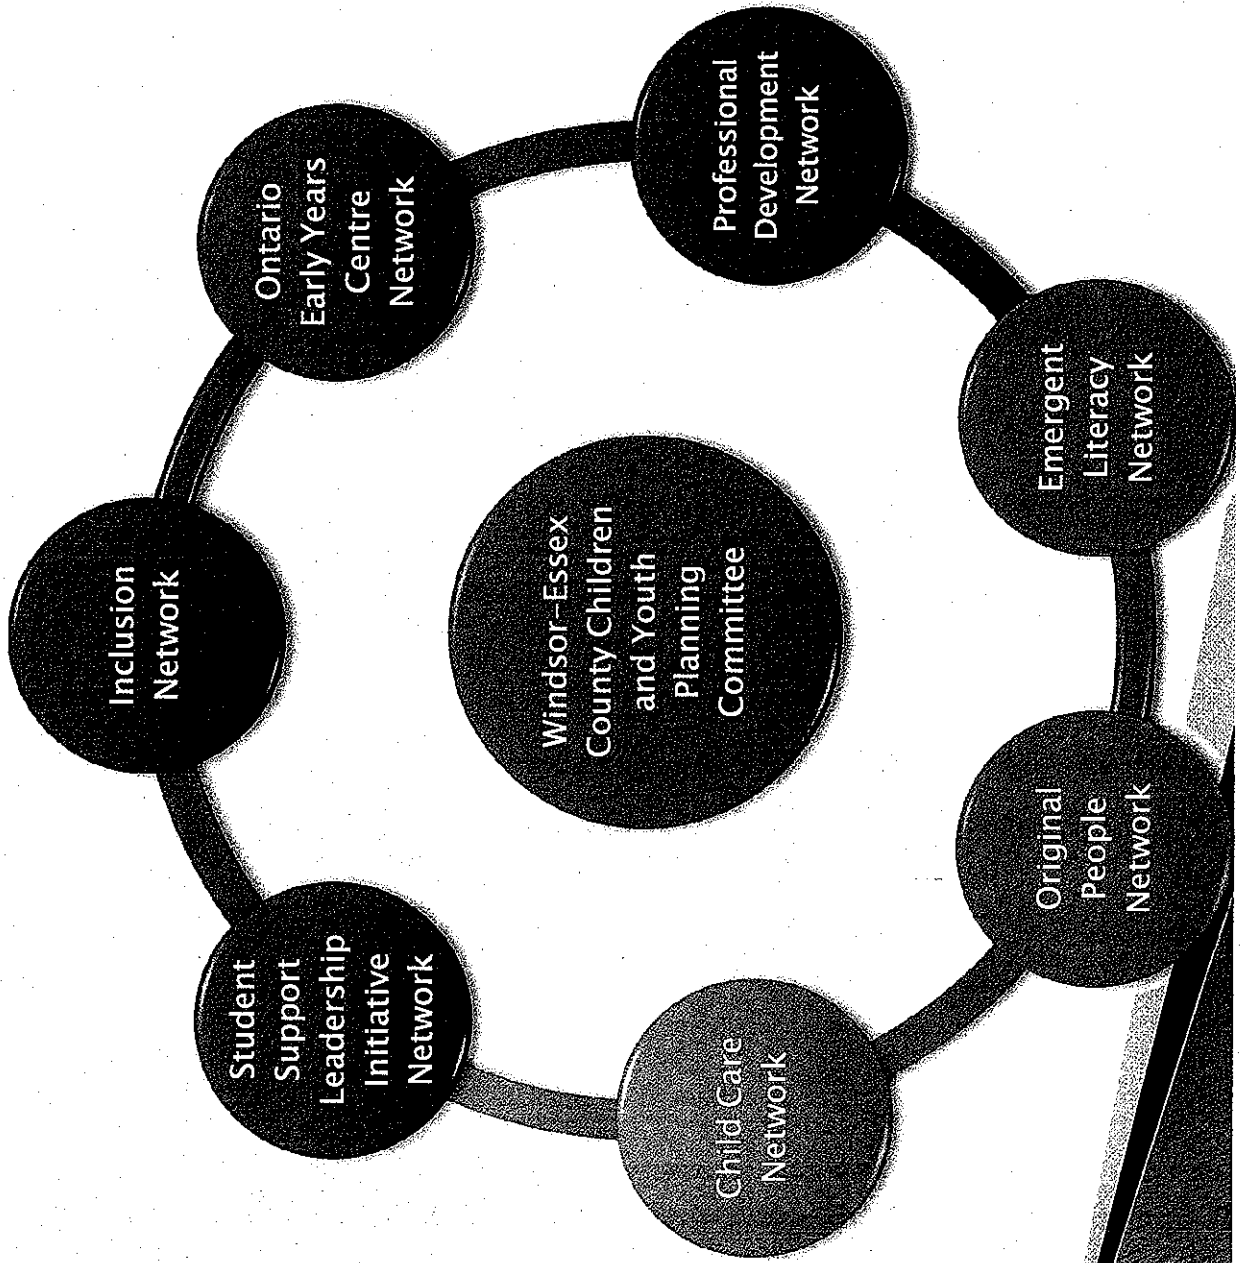 Inclusion
Network
Student
Support
Leadership
Initiative
Network
Ontario
Early Years
Centre
Network
Windsor-Essex
County Children
and Youth
Planning
Committee
Child Care
Network
Professional
Development
Network
Original
People
Network
Emergent
Literacy
Network